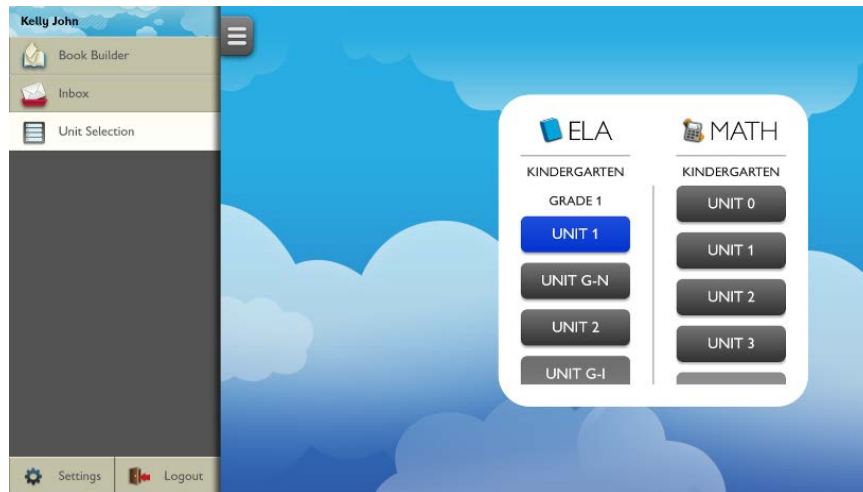 Kelly John
Book Builder
Inbox
Unit Selection
ELA
KINDERGARTEN
GRADE 1
UNIT 1
UNIT G-N
UNIT 2
UNIT G-I
MATH
KINDERGARTEN
UNIT 0
UNIT 1
UNIT 2
UNIT 3
Settings
Logout